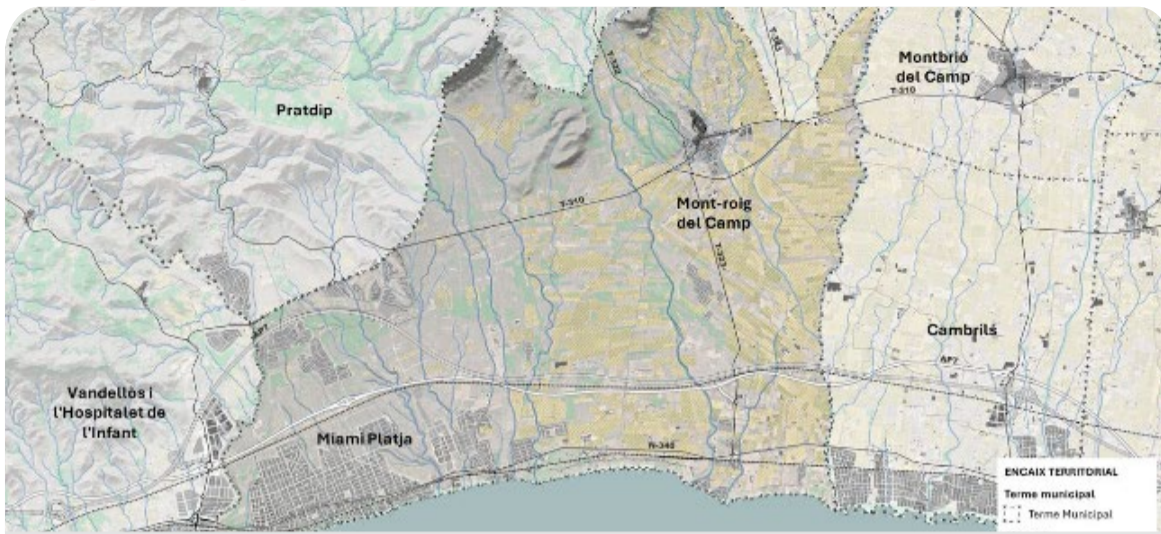 Montbrió
del Camp
T-310
Pratdip
T-310
Mont-roig
del Camp
T-323
Cambrils
AP7
AP7
Vandellòs i
l'Hospitalet de
l'Infant
Miami Platja
N-340
ENCAIX TERRITORIAL
Terme municipal
Terme Municipal